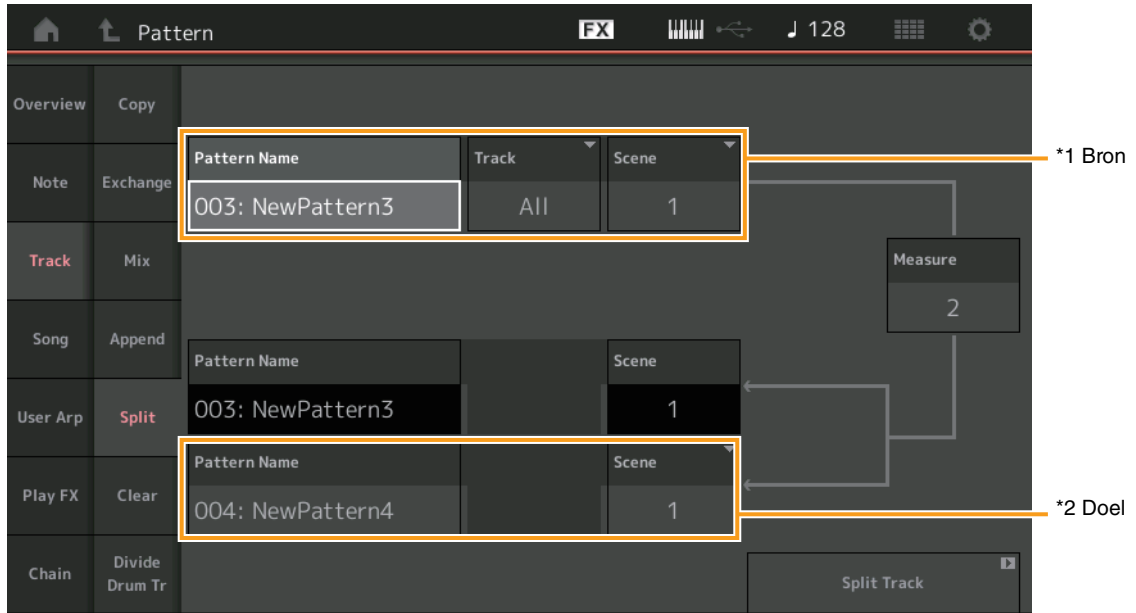 Pattern
FX
♩ 128
Overview
Copy
Note
Exchange
Track
Mix
Song
Append
User Arp
Split
Play FX
Clear
Chain
Divide
Drum Tr
Pattern Name
Track
Scene
003: NewPattern3
All
1
*1 Bron
Measure
2
Pattern Name
Scene
003: NewPattern3
1
Pattern Name
Scene
004: NewPattern4
1
*2 Doel
Split Track